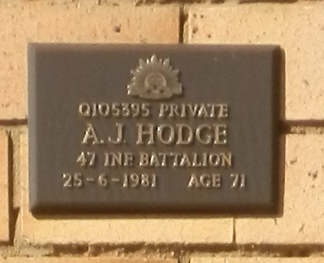 Q105395 PRIVATE
A. J. HODGE
47 INF BATTALION
25-6-1981 AGE 71